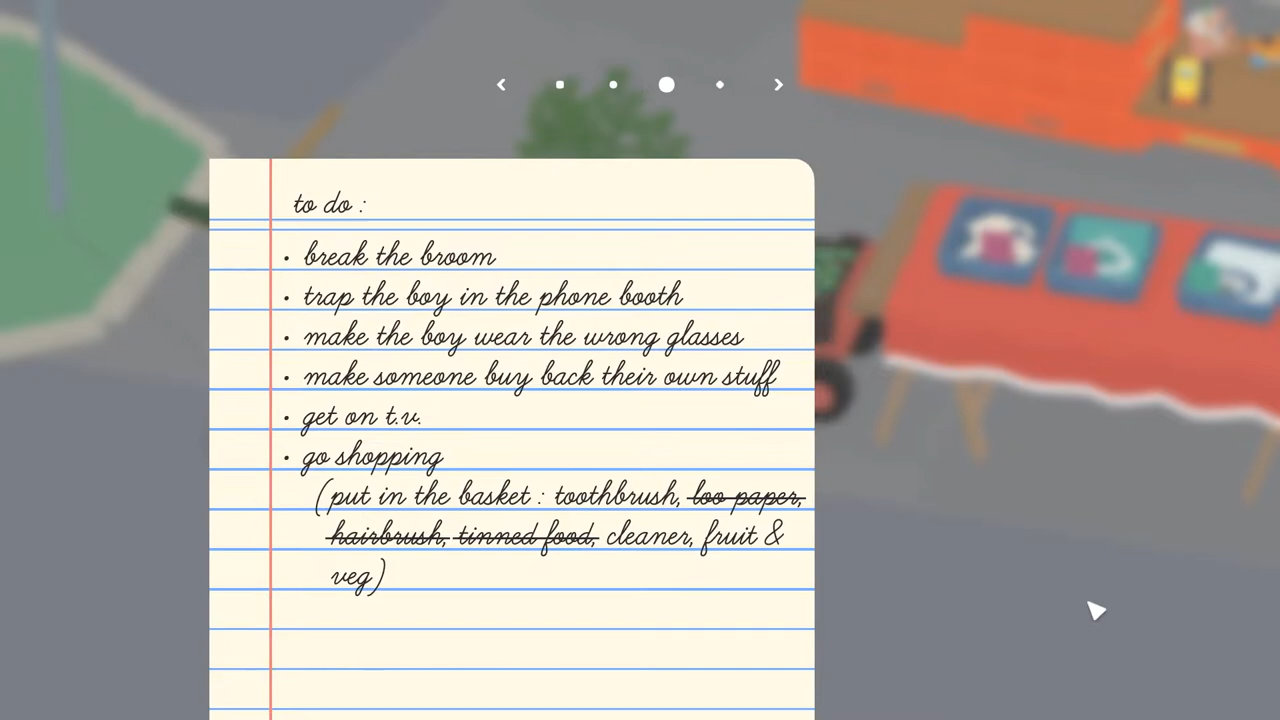 to do :
• break the broom
• trap the boy in the phone booth
• make the boy wear the wrong glasses
• make someone buy back their own stuff
• get on t.v.
• go shopping
(put in the basket : toothbrush, loo paper,
hairbrush, tinned food, cleaner, fruit &
veg)